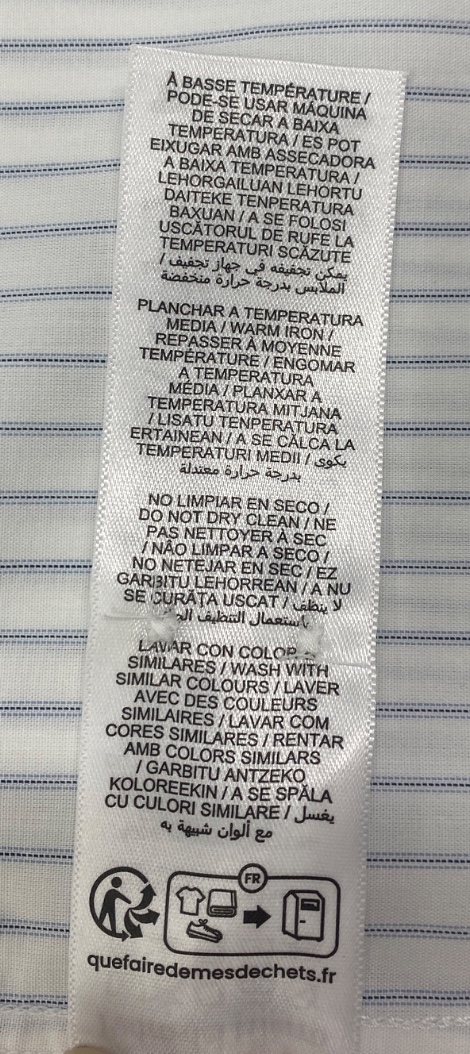 À BASSE TEMPÉRATURE /
PODE-SE USAR MÁQUINA
DE SECAR A BAIXA
TEMPERATURA / ES POT
EIXUGAR AMB ASSECADORA
A BAIXA TEMPERATURA /
LEHORGAILUAN LEHORTU
DAITEKE TENPERATURA
BAXUAN / A SE FOLOSI
USCĂTORUL DE RUFE LA
TEMPERATURI SCĂZUTE
/ يمكن تجفيفه في جهاز تجفيف
الملابس بدرجة حرارة منخفضة
PLANCHAR A TEMPERATURA
MEDIA / WARM IRON /
REPASSER À MOYENNE
TEMPÉRATURE / ENGOMAR
A TEMPERATURA
MÉDIA / PLANXAR A
TEMPERATURA MITJANA
/ LISATU TENPERATURA
ERTAINEAN / A SE CĂLCA LA
TEMPERATURI MEDII / يكوى
بدرجة حرارة معتدلة
NO LIMPIAR EN SECO /
DO NOT DRY CLEAN / NE
PAS NETTOYER À SEC
/ NÃO LIMPAR A SECO /
NO NETEJAR EN SEC / EZ
GARBITU LEHORREAN / A NU
SE CURĂȚA USCAT / لا ينظف
باستعمال التنظيف
LAVAR CON COLOR
SIMILARES / WASH WITH
SIMILAR COLOURS / LAVER
AVEC DES COULEURS
SIMILAIRES / LAVAR COM
CORES SIMILARES / RENTAR
AMB COLORS SIMILARS
/ GARBITU ANTZEKO
KOLOREEKIN / A SE SPĂLA
CU CULORI SIMILARE / يغسل
مع ألوان شبيهة به
FR
quefairedemesdechets.fr